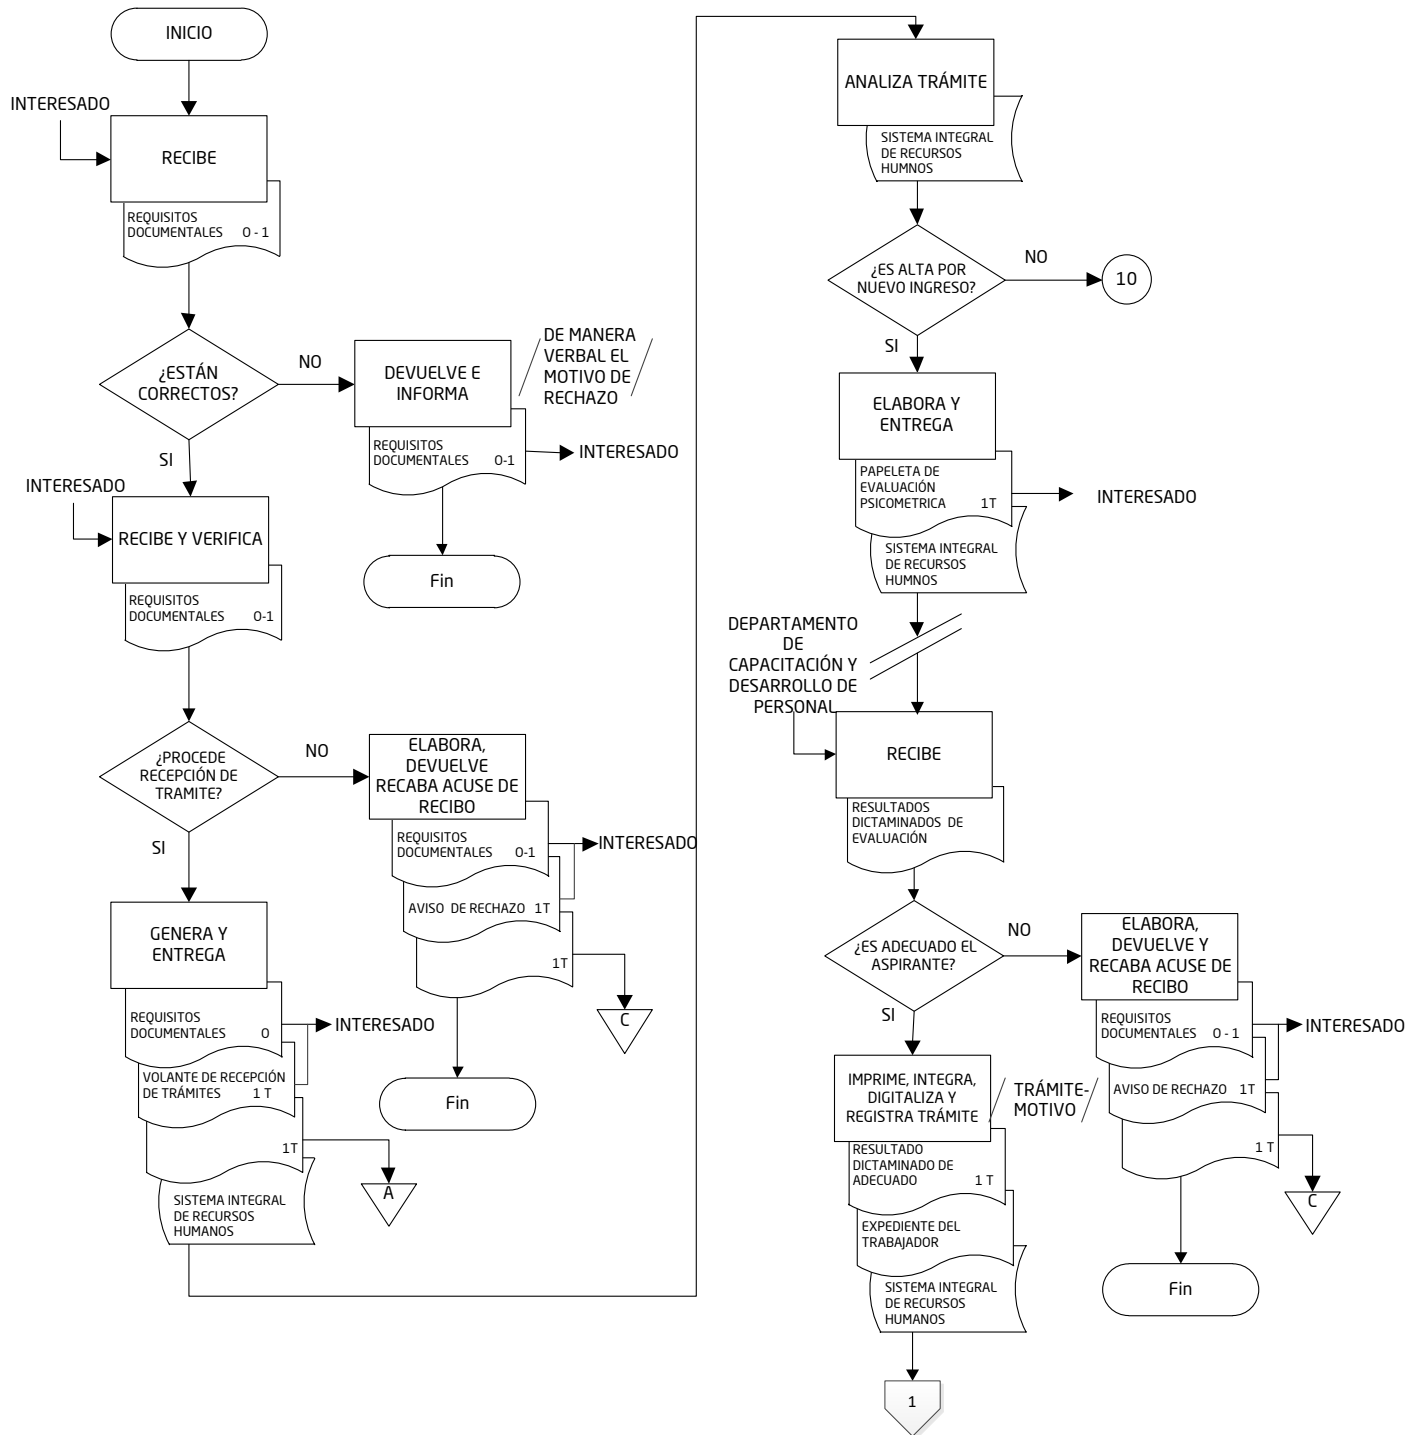 INICIO
INTERESADO
RECIBE
REQUISITOS
DOCUMENTALES 0 - 1
¿ESTÁN
CORRECTOS?
NO
DEVUELVE E
INFORMA
DE MANERA
VERBAL EL
MOTIVO DE
RECHAZO
REQUISITOS
DOCUMENTALES 0-1
INTERESADO
Fin
SI
INTERESADO
RECIBE Y VERIFICA
REQUISITOS
DOCUMENTALES 0-1
¿PROCEDE
RECEPCIÓN DE
TRAMITE?
NO
ELABORA,
DEVUELVE
RECABA ACUSE DE
RECIBO
REQUISITOS
DOCUMENTALES 0-1
INTERESADO
AVISO DE RECHAZO 1T
1T
C
Fin
SI
GENERA Y
ENTREGA
REQUISITOS
DOCUMENTALES 0
INTERESADO
VOLANTE DE RECEPCIÓN
DE TRÁMITES 1 T
1T
A
SISTEMA INTEGRAL
DE RECURSOS
HUMANOS
ANALIZA TRÁMITE
SISTEMA INTEGRAL
DE RECURSOS
HUMNOS
¿ES ALTA POR
NUEVO INGRESO?
NO
10
SI
ELABORA Y
ENTREGA
PAPELETA DE
EVALUACIÓN
PSICOMETRICA 1T
INTERESADO
SISTEMA INTEGRAL
DE RECURSOS
HUMNOS
DEPARTAMENTO
DE
CAPACITACIÓN Y
DESARROLLO DE
PERSONAL
RECIBE
RESULTADOS
DICTAMINADOS DE
EVALUACIÓN
¿ES ADECUADO EL
ASPIRANTE?
NO
ELABORA,
DEVUELVE Y
RECABA ACUSE DE
RECIBO
REQUISITOS
DOCUMENTALES 0 - 1
INTERESADO
AVISO DE RECHAZO 1T
1 T
C
Fin
SI
IMPRIME, INTEGRA,
DIGITALIZA Y
REGISTRA TRÁMITE
TRÁMITE-
MOTIVO
RESULTADO
DICTAMINADO DE
ADECUADO 1 T
EXPEDIENTE DEL
TRABAJADOR
SISTEMA INTEGRAL
DE RECURSOS
HUMANOS
1